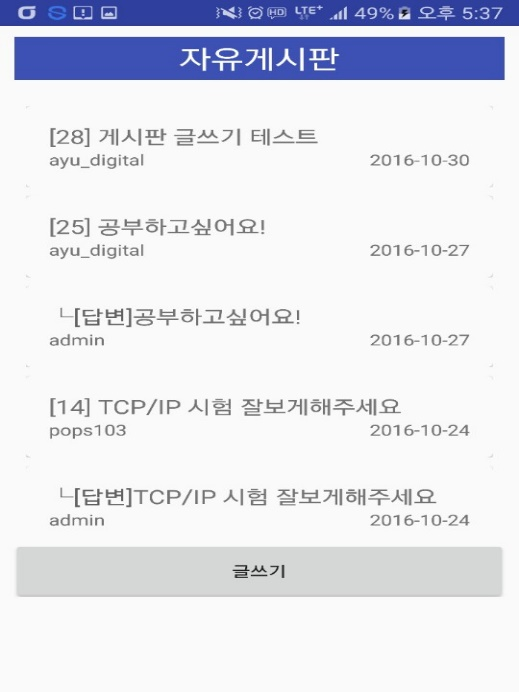 HD LTE+ 49% 오후 5:37
자유게시판
[28] 게시판 글쓰기 테스트
ayu_digital 2016-10-30
[25] 공부하고싶어요!
ayu_digital 2016-10-27
└[답변]공부하고싶어요!
admin 2016-10-27
[14] TCP/IP 시험 잘보게해주세요
pops103 2016-10-24
└[답변]TCP/IP 시험 잘보게해주세요
admin 2016-10-24
글쓰기